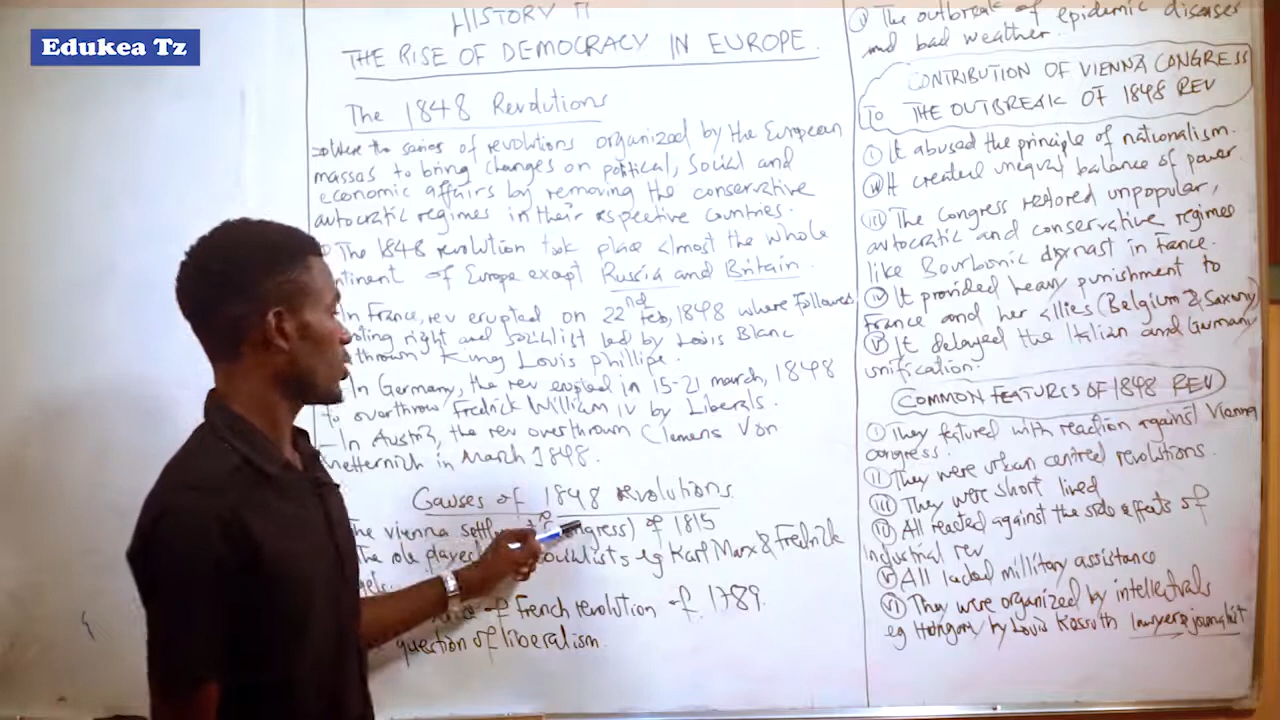 Edukea Tz
HISTORY II
THE RISE OF DEMOCRACY IN EUROPE.
The 1848 Revolutions
Were the series of revolutions organized by the European
masses to bring changes on political, Social and
economic affairs by removing the conservative
autocratic regimes in their respective countries.
The 1848 revolution took place almost the whole
ntinent of Europe except Russia and Britain.
In France, rev erupted on 22nd Feb, 1848 where followed
ting right and Socialist led by Louis Blanc
thrown King Louis phillipe.
In Germany, the rev erupted in 15-21 march, 1848
to overthrow Fredrick William IV by Liberals.
- In Austria, the rev overthrown Clemens Von
metternich in March 1848.
Causes of 1848 revolutions
The vienna settl ongress) of 1815
The role played ocialists eg Karl Marx & Fredrick
gels.
of French revolution of 1789.
question of liberalism.
The outbreak of epidemic diseases
and bad weather.
CONTRIBUTION OF VIENNA CONGRESS
To THE OUTBREAK OF 1848 REV
(i) It abused the principle of nationalism.
(ii) It created unequal balance of power
(iii) The Congress restored unpopular,
autocratic and conservative regimes
like Bourbonic dynast in France.
(iv) It provided heavy punishment to
France and her allies (Belgium & Saxony)
(v) It delayed the Italian and Germany
unification.
COMMON FEATURES OF 1848 REV
(i) They featured with reaction against Vienna
congress.
(ii) They were urban centred revolutions.
(iii) They were short lived
(iv) All reacted against the side effects of
Industrial rev
(v) All lacked millitary assistance
(vi) They were organized by intellectuals
eg Hungary by Louis Kossuth lawyer & journalist